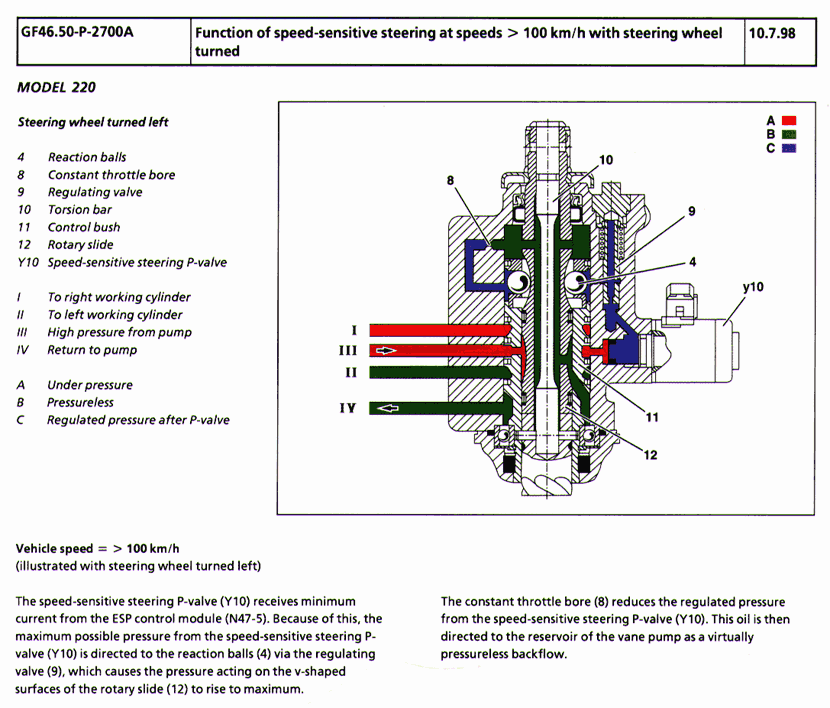 GF46.50-P-2700A
Function of speed-sensitive steering at speeds > 100 km/h with steering wheel
turned
10.7.98
MODEL 220
Steering wheel turned left
4 Reaction balls
8 Constant throttle bore
9 Regulating valve
10 Torsion bar
11 Control bush
12 Rotary slide
Y10 Speed-sensitive steering P-valve
I To right working cylinder
II To left working cylinder
III High pressure from pump
IV Return to pump
A Under pressure
B Pressureless
C Regulated pressure after P-valve
A
B
C
10
8
9
4
y10
I
III
II
IV
11
12
Vehicle speed = > 100 km/h
(illustrated with steering wheel turned left)
The speed-sensitive steering P-valve (Y10) receives minimum
current from the ESP control module (N47-5). Because of this, the
maximum possible pressure from the speed-sensitive steering P-
valve (Y10) is directed to the reaction balls (4) via the regulating
valve (9), which causes the pressure acting on the v-shaped
surfaces of the rotary slide (12) to rise to maximum.
The constant throttle bore (8) reduces the regulated pressure
from the speed-sensitive steering P-valve (Y10). This oil is then
directed to the reservoir of the vane pump as a virtually
pressureless backflow.